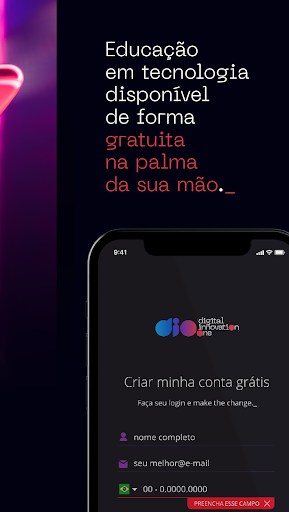 Educação
em tecnologia
disponível
de forma
gratuita
na palma
da sua mão._
9:41
dio digital
innovation
one
Criar minha conta grátis
Faça seu login e make the change._
nome completo
seu melhor@e-mail
00 - 0.0000.0000
PREENCHA ESSE CAMPO